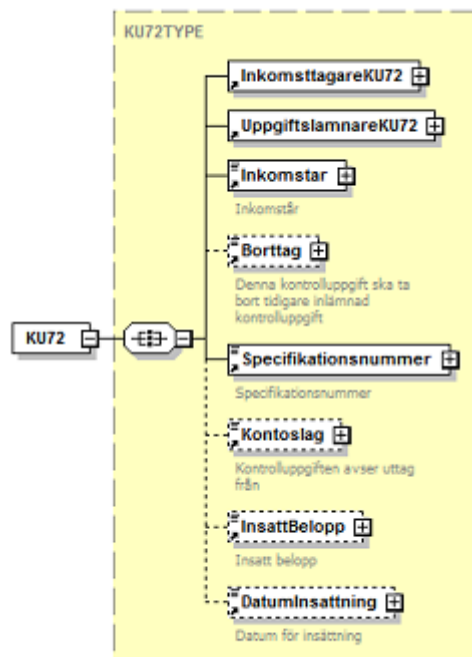 KU72TYPE
InkomsttagareKU72
UppgiftslamnareKU72
Inkomstar
Inkomstår
Borttag
Denna kontrolluppgift ska ta
bort tidigare inlämnad
kontrolluppgift
KU72
Specifikationsnummer
Specifikationsnummer
Kontoslag
Kontrolluppgiften avser uttag
från
InsattBelopp
Insatt belopp
DatumInsattning
Datum för insättning